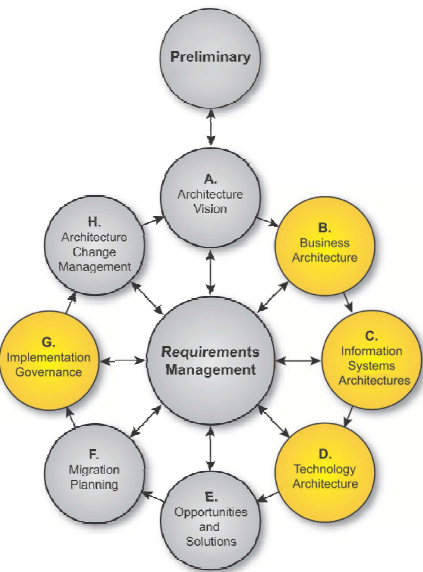 Preliminary
A.
Architecture
Vision
B.
Business
Architecture
H.
Architecture
Change
Management
C.
Information
Systems
Architectures
G.
Implementation
Governance
Requirements
Management
D.
Technology
Architecture
F.
Migration
Planning
E.
Opportunities
and
Solutions